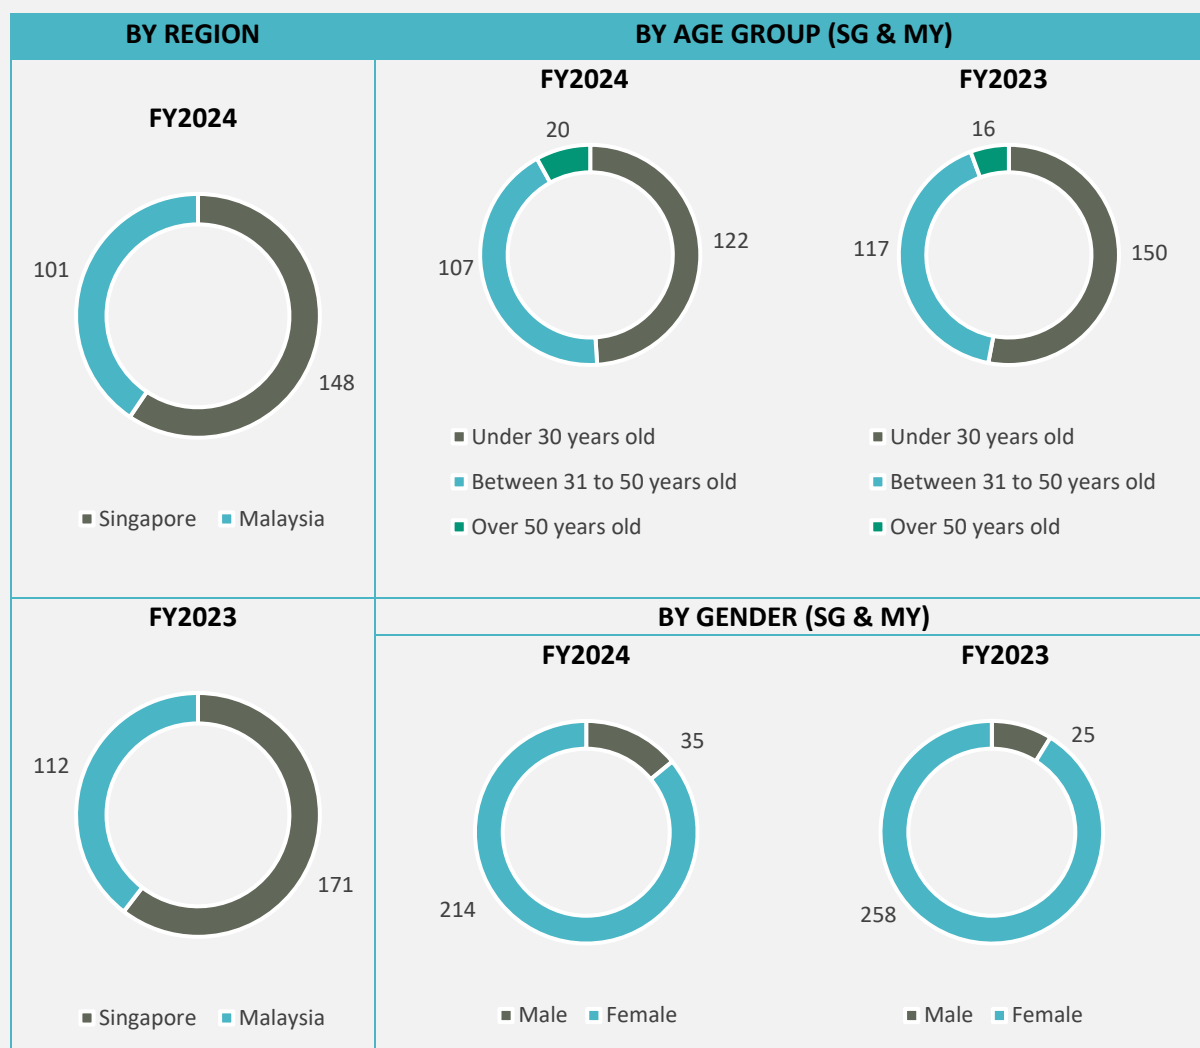 BY REGION
BY AGE GROUP (SG & MY)
FY2024
101
148
Singapore Malaysia
FY2024
20
122
107
Under 30 years old
Between 31 to 50 years old
Over 50 years old
FY2023
16
150
117
Under 30 years old
Between 31 to 50 years old
Over 50 years old
FY2023
112
171
Singapore Malaysia
BY GENDER (SG & MY)
FY2024
35
214
Male Female
FY2023
25
258
Male Female